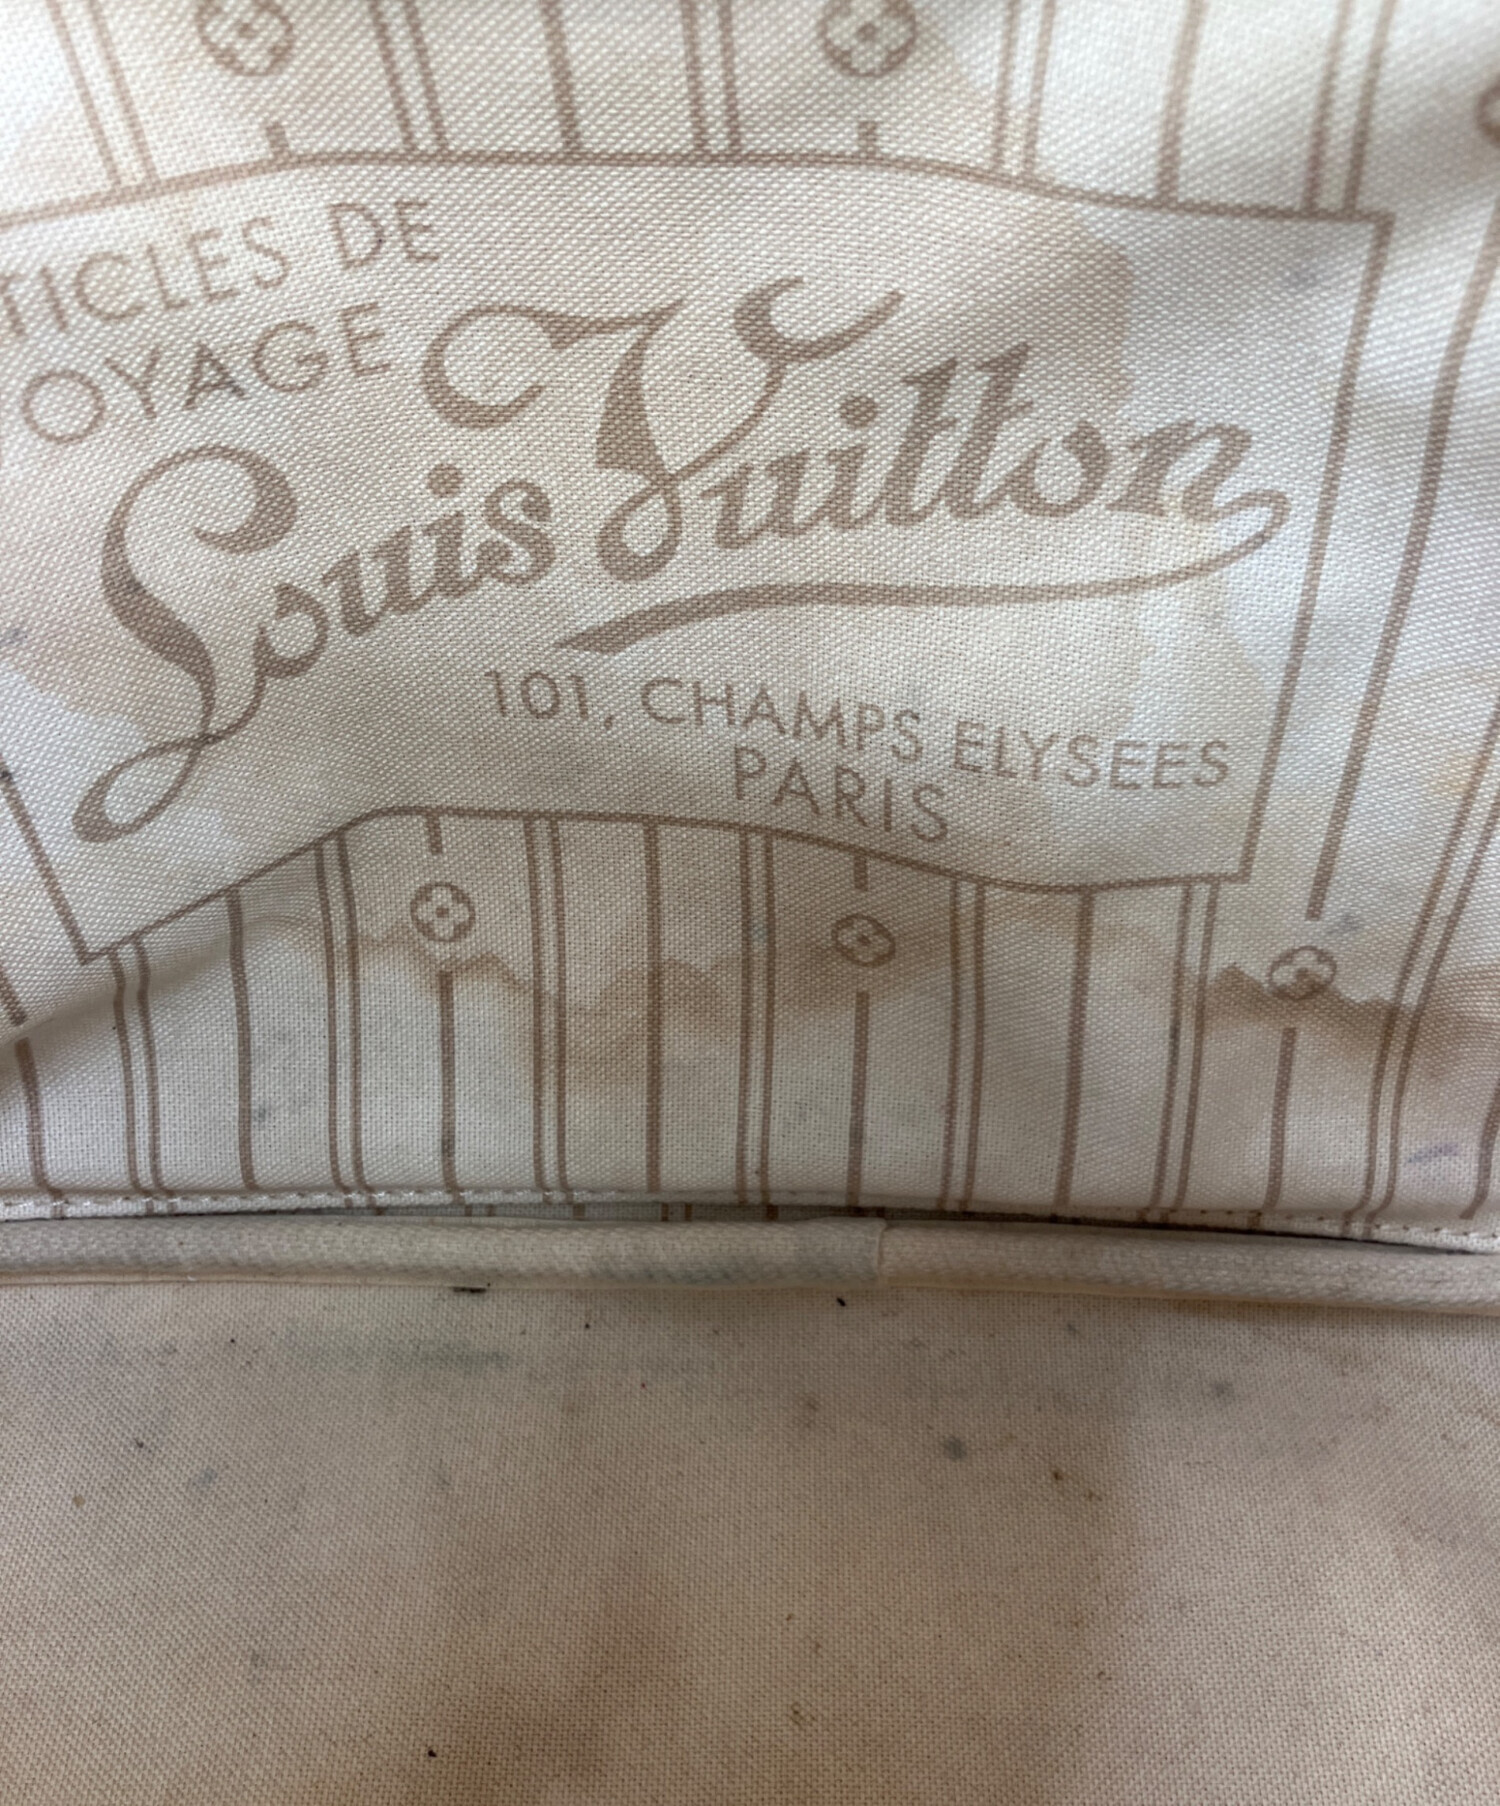 TICLES DE
OYAGE
Louis Vuitton
101, CHAMPS ELYSEES
PARIS